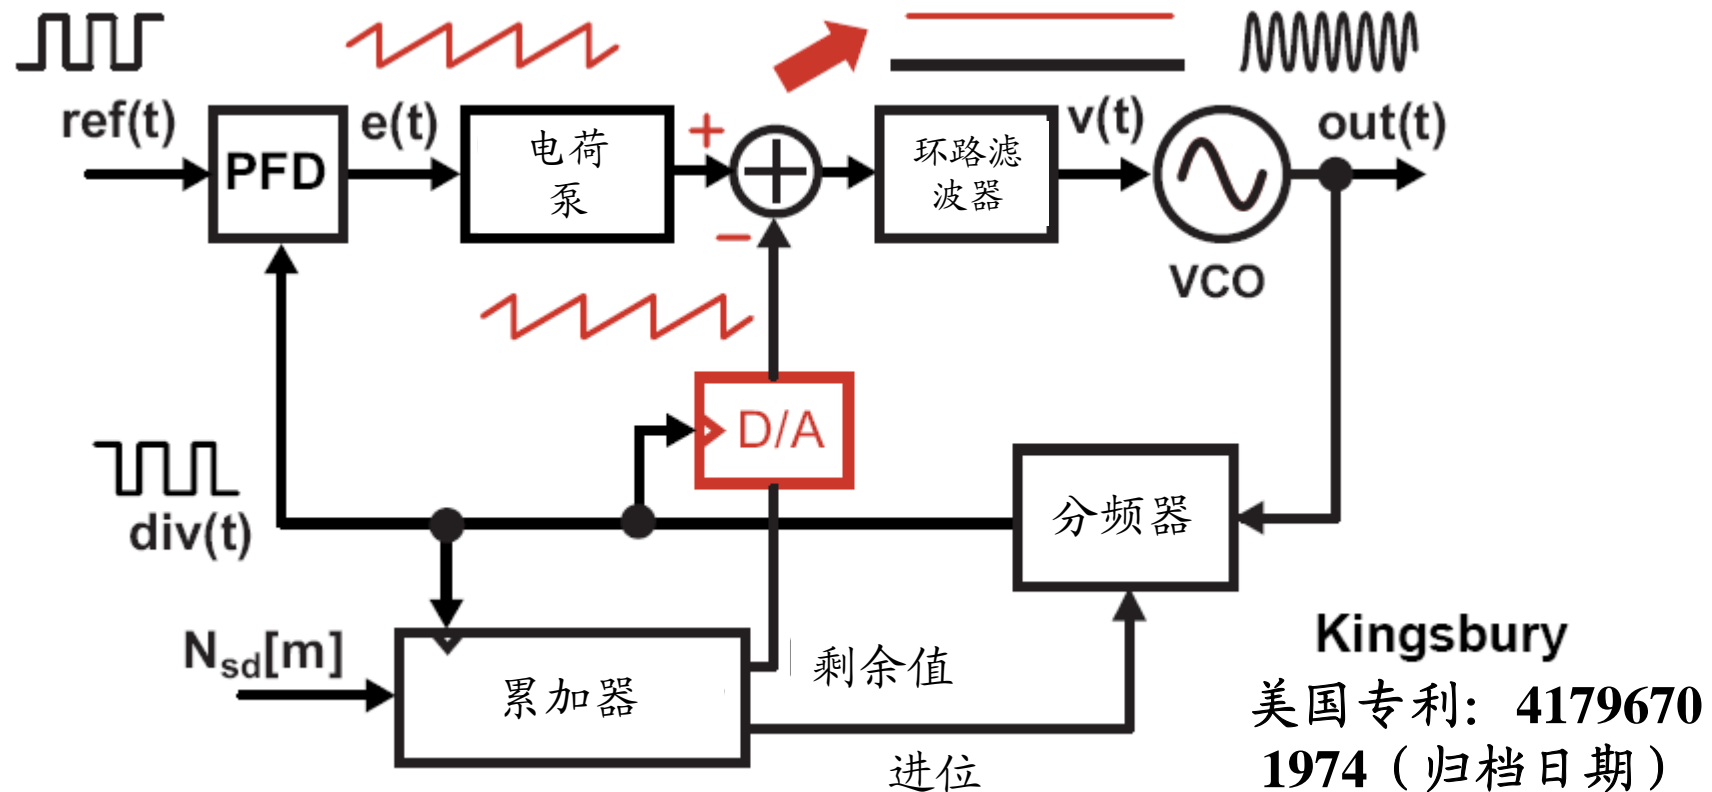 ref(t)
PFD
e(t)
电荷
泵
+
−
环路滤
波器
v(t)
VCO
out(t)
D/A
div(t)
分频器
N_sd[m]
累加器
剩余值
进位
Kingsbury
美国专利：4179670
1974（归档日期）